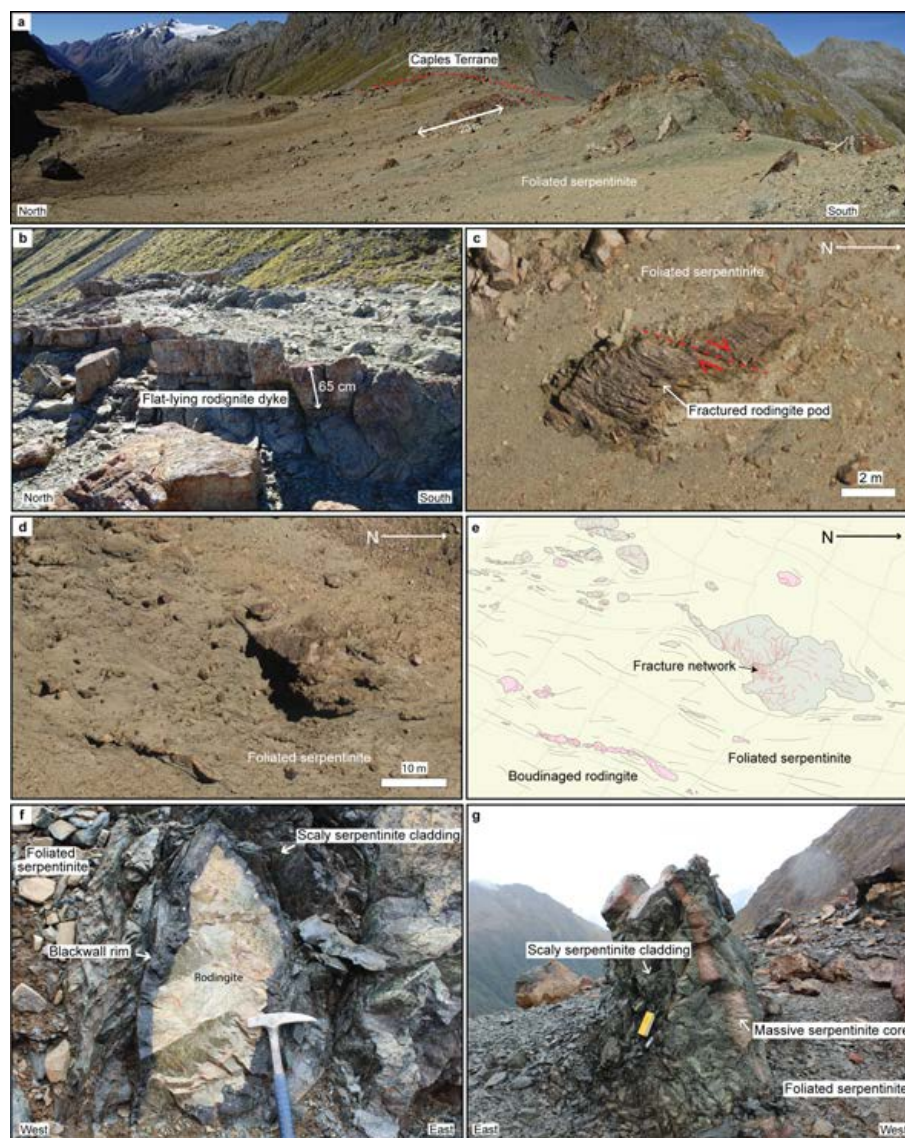 a
Caples Terrane
Foliated serpentinite
North
South
b
65 cm
Flat-lying rodignite dyke
North
South
c
N
Foliated serpentinite
Fractured rodingite pod
2 m
d
N
Foliated serpentinite
10 m
e
N
Fracture network
Foliated serpentinite
Boudinaged rodingite
f
Scaly serpentinite cladding
Foliated
serpentinite
Blackwall rim
Rodingite
West
East
g
Scaly serpentinite cladding
Massive serpentinite core
Foliated serpentinite
East
West